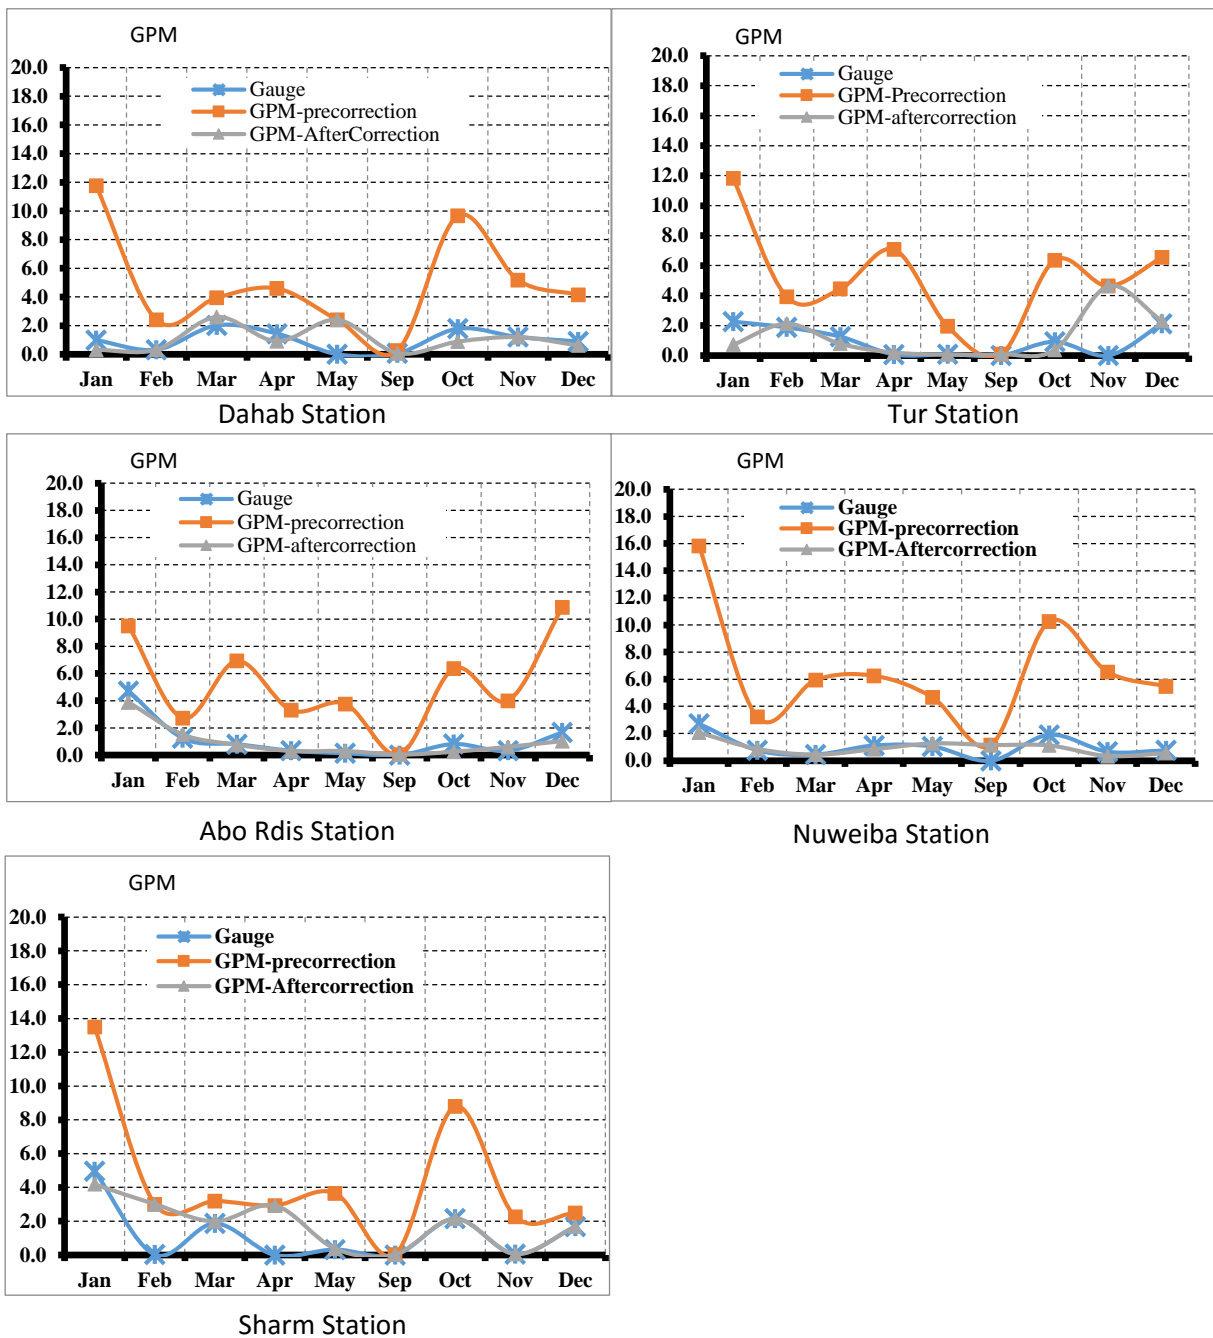 GPM
20.0
18.0
16.0
14.0
12.0
10.0
8.0
6.0
4.0
2.0
0.0
Gauge
GPM-precorrection
GPM-AfterCorrection
Jan Feb Mar Apr May Sep Oct Nov Dec
Dahab Station
GPM
20.0
18.0
16.0
14.0
12.0
10.0
8.0
6.0
4.0
2.0
0.0
Gauge
GPM-Precorrection
GPM-aftercorrection
Jan Feb Mar Apr May Sep Oct Nov Dec
Tur Station
GPM
20.0
18.0
16.0
14.0
12.0
10.0
8.0
6.0
4.0
2.0
0.0
Gauge
GPM-precorrection
GPM-aftercorrection
Jan Feb Mar Apr May Sep Oct Nov Dec
Abo Rdis Station
GPM
20.0
18.0
16.0
14.0
12.0
10.0
8.0
6.0
4.0
2.0
0.0
Gauge
GPM-precorrection
GPM-Aftercorrection
Jan Feb Mar Apr May Sep Oct Nov Dec
Nuweiba Station
GPM
20.0
18.0
16.0
14.0
12.0
10.0
8.0
6.0
4.0
2.0
0.0
Gauge
GPM-precorrection
GPM-Aftercorrection
Jan Feb Mar Apr May Sep Oct Nov Dec
Sharm Station